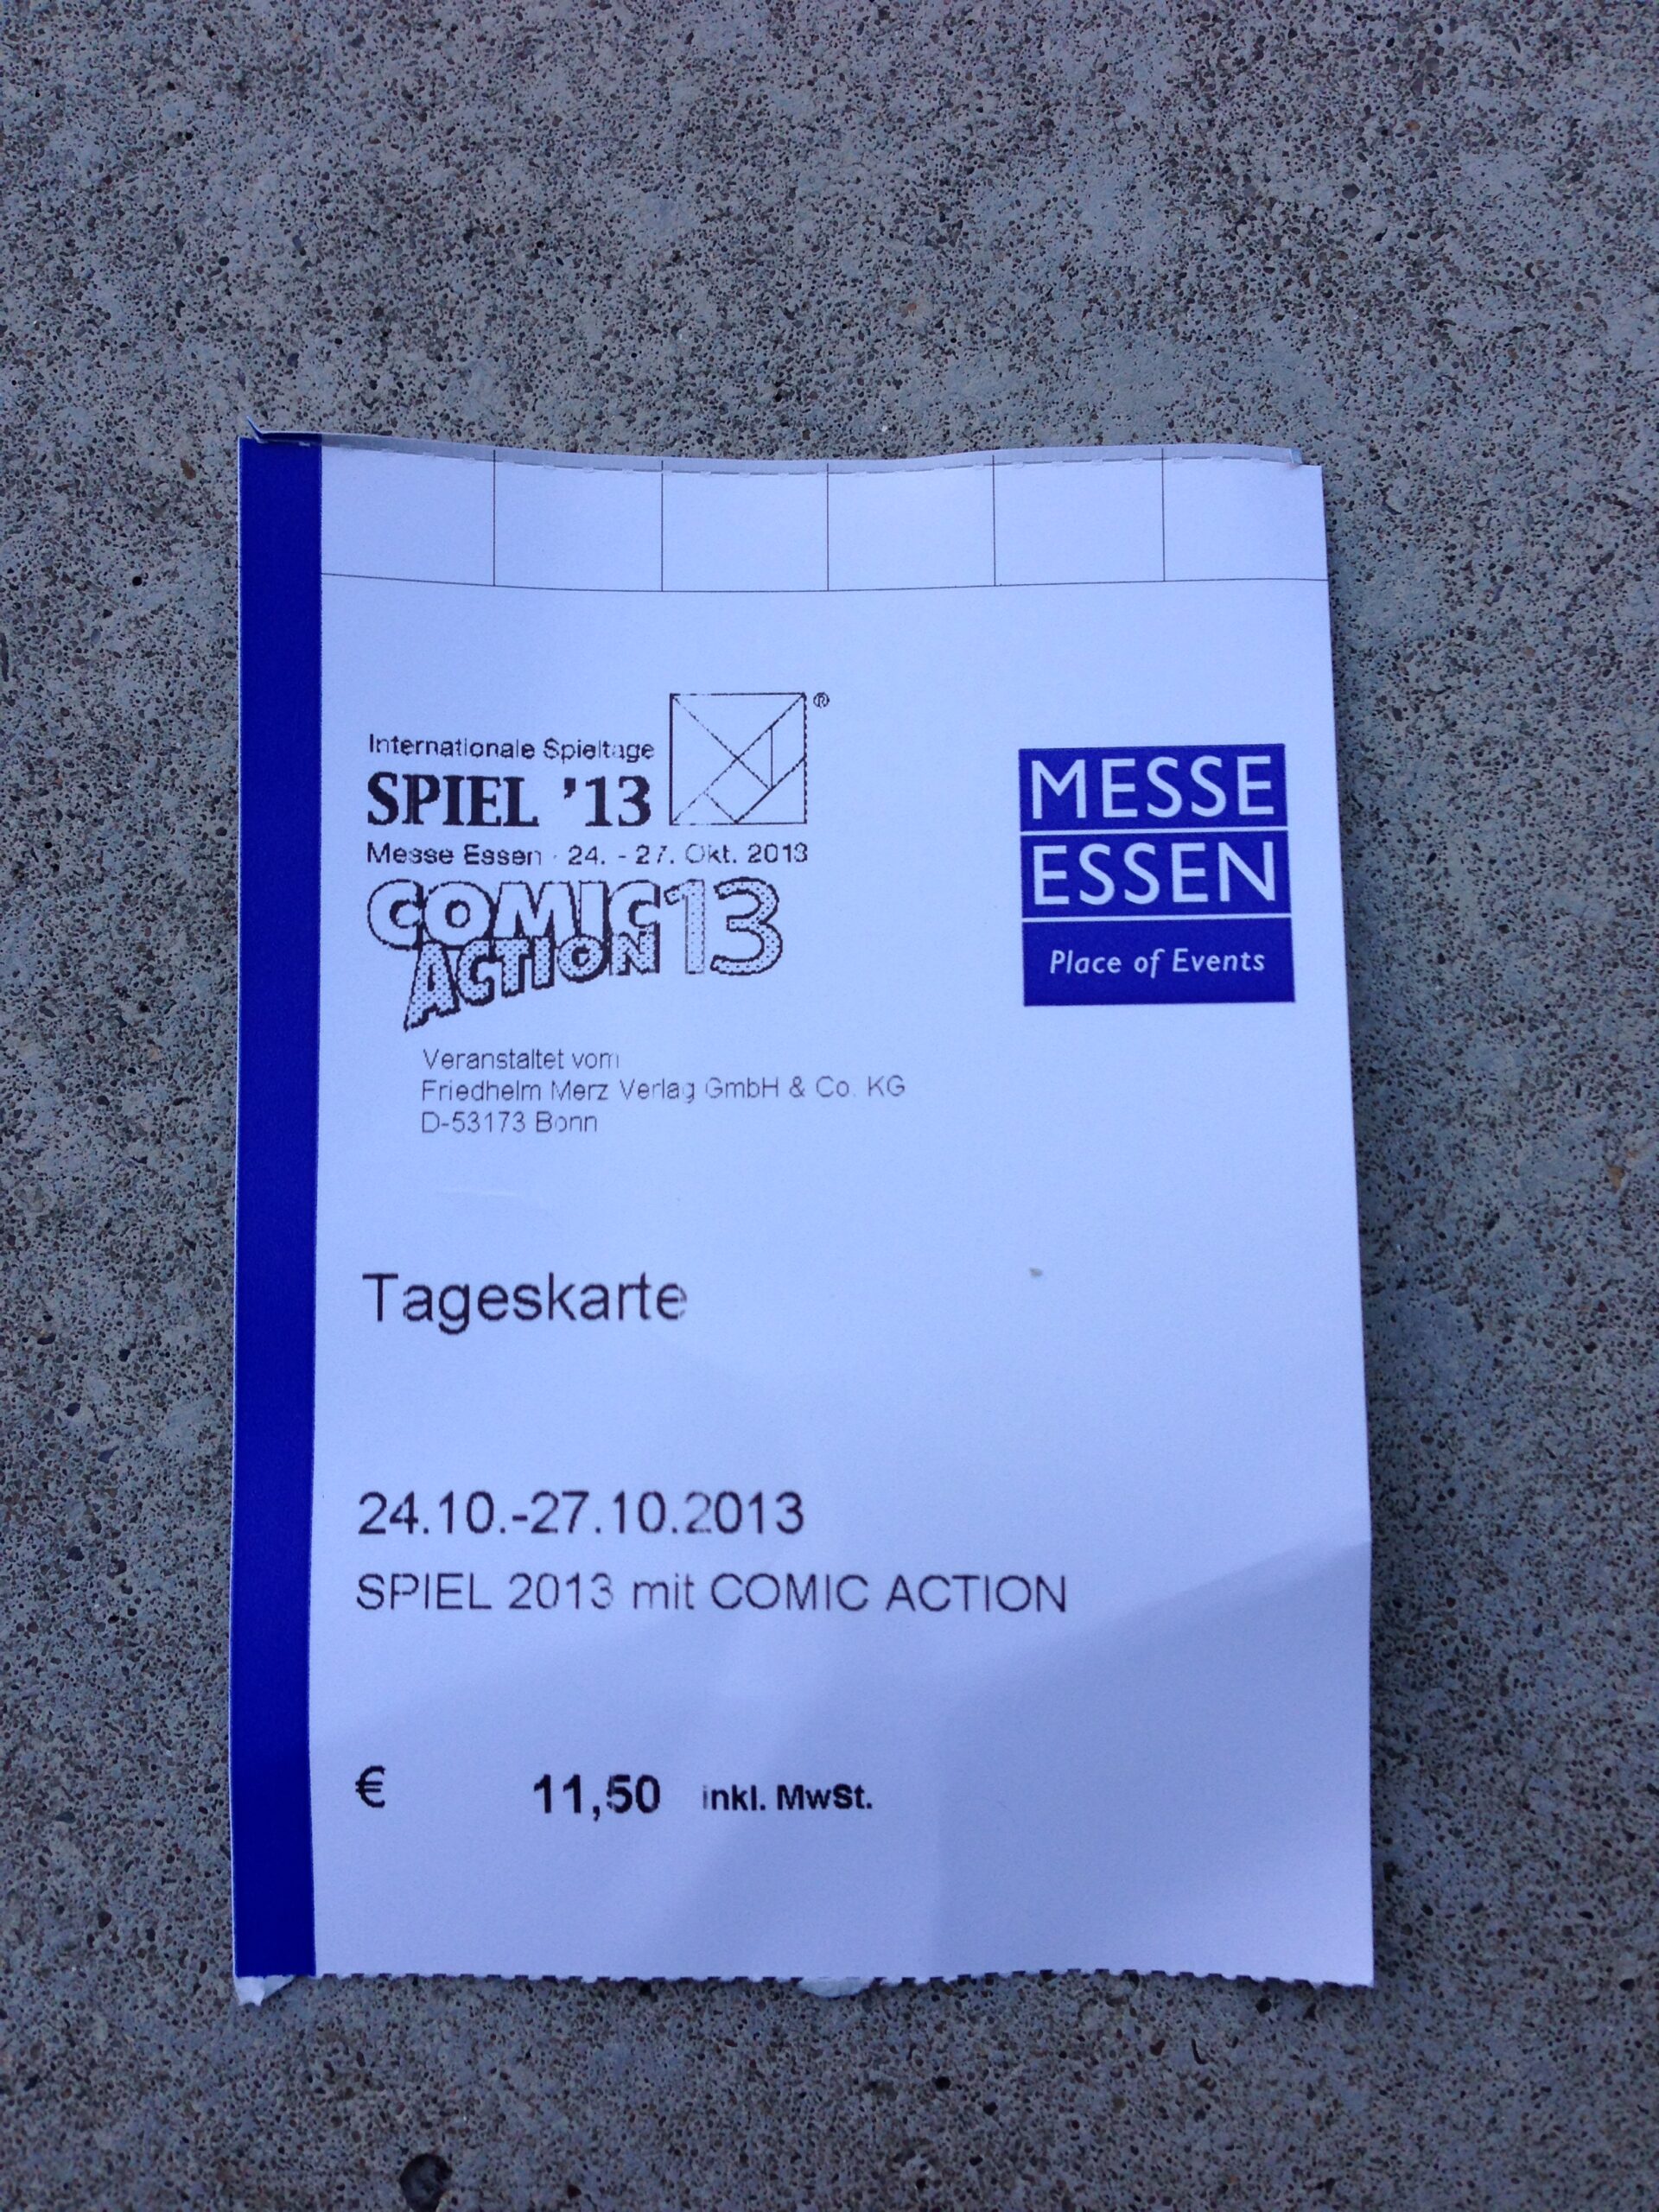 Internationale Spieltage
SPIEL '13
®
Messe Essen · 24. - 27. Okt. 2013
COMIC
ACTION 13
MESSE
ESSEN
Place of Events
Veranstaltet vom
Friedhelm Merz Verlag GmbH & Co. KG
D-53173 Bonn
Tageskarte
24.10.-27.10.2013
SPIEL 2013 mit COMIC ACTION
€ 11,50 inkl. MwSt.